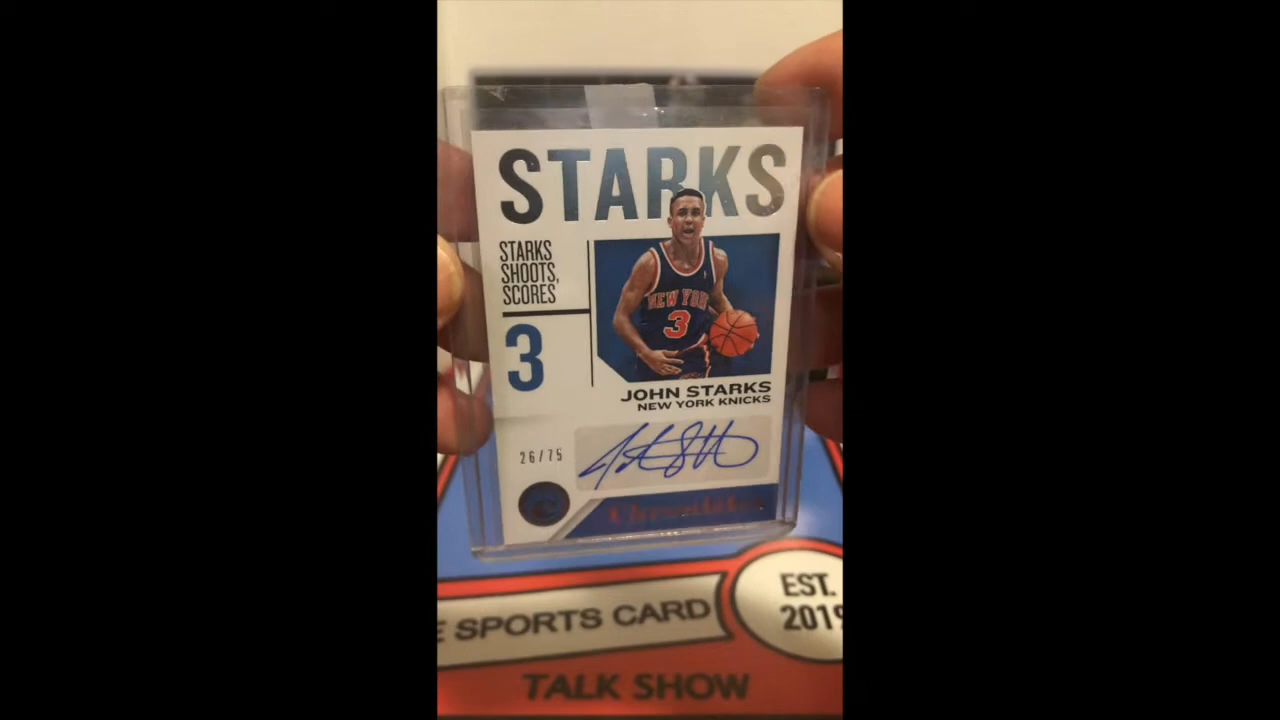 STARKS
STARKS
SHOOTS,
SCORES
3
NEW YORK
3
JOHN STARKS
NEW YORK KNICKS
26/75
Chronicles
E SPORTS CARD
EST.
2019
TALK SHOW